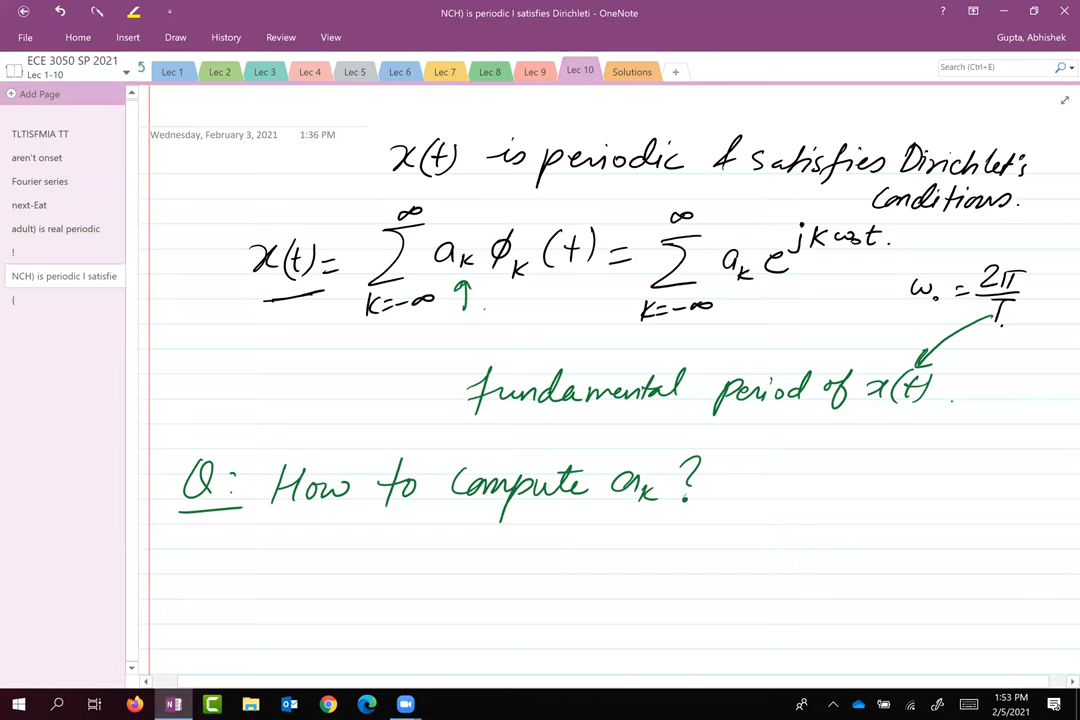 NCH) is periodic I satisfies Dirichleti - OneNote
File Home Insert Draw History Review View Gupta, Abhishek
ECE 3050 SP 2021
Lec 1-10
Lec 1 Lec 2 Lec 3 Lec 4 Lec 5 Lec 6 Lec 7 Lec 8 Lec 9 Lec 10 Solutions + Search (Ctrl+E)
Add Page
TLTISFMIA TT
aren't onset
Fourier series
next-Eat
adult) is real periodic
!
NCH) is periodic I satisfie
{
Wednesday, February 3, 2021 1:36 PM
x(t) is periodic & satisfies Dirichlet's
conditions.
x(t) = ∑_{k=-∞}^{∞} a_k ϕ_k (t) = ∑_{k=-∞}^{∞} a_k e^{jkω₀t}.
ω₀ = 2π/T
fundamental period of x(t).
Q: How to compute a_k ?
1:53 PM
2/5/2021